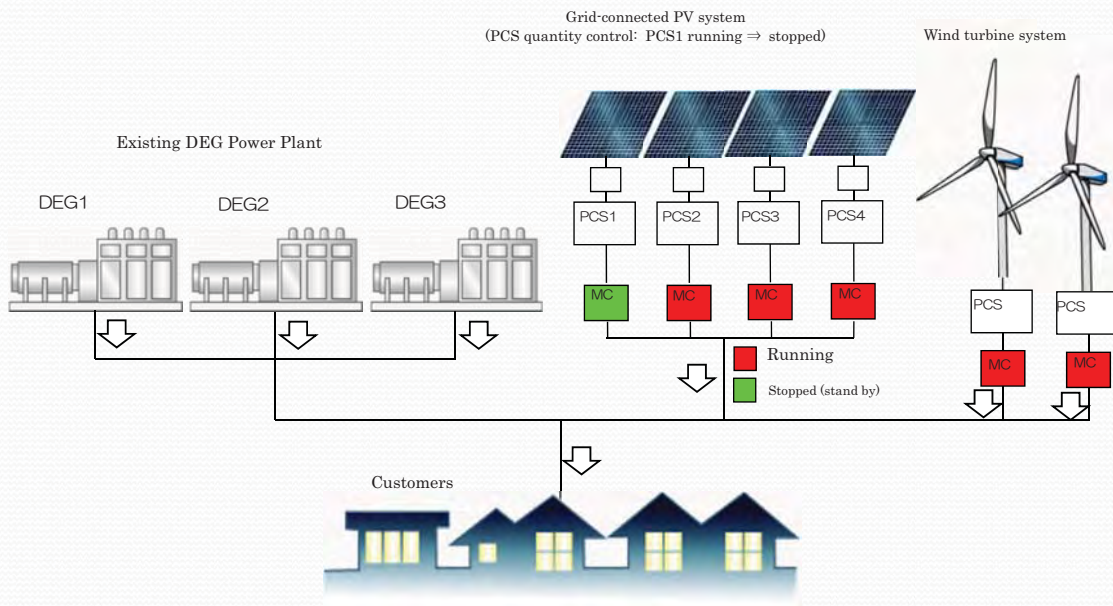 Grid-connected PV system
(PCS quantity control: PCS1 running ⇒ stopped)
Wind turbine system
Existing DEG Power Plant
DEG1
DEG2
DEG3
PCS1
PCS2
PCS3
PCS4
MC
MC
MC
MC
PCS
PCS
MC
MC
Running
Stopped (stand by)
Customers